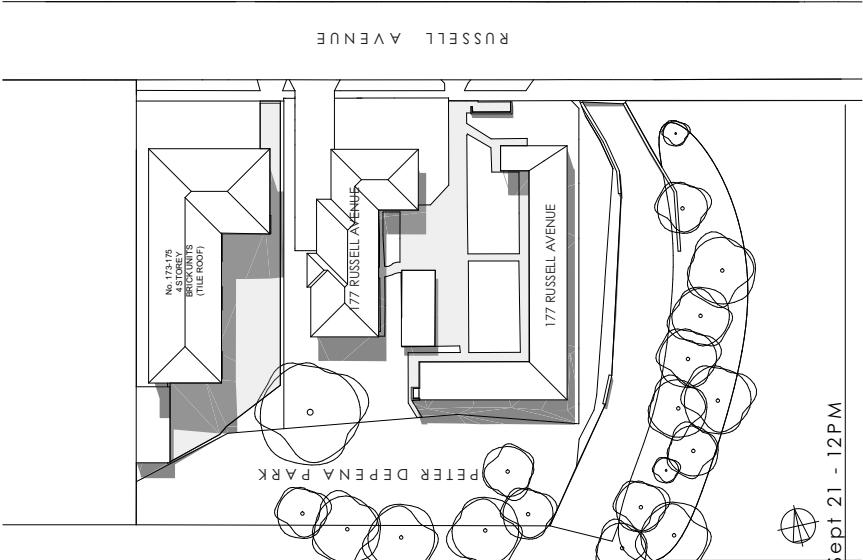 RUSSELL AVENUE
No. 173-175
4 STOREY
BRICK UNITS
(TILE ROOF)
177 RUSSELL AVENUE
177 RUSSELL AVENUE
PETER DEPENA PARK
Sept 21 - 12PM